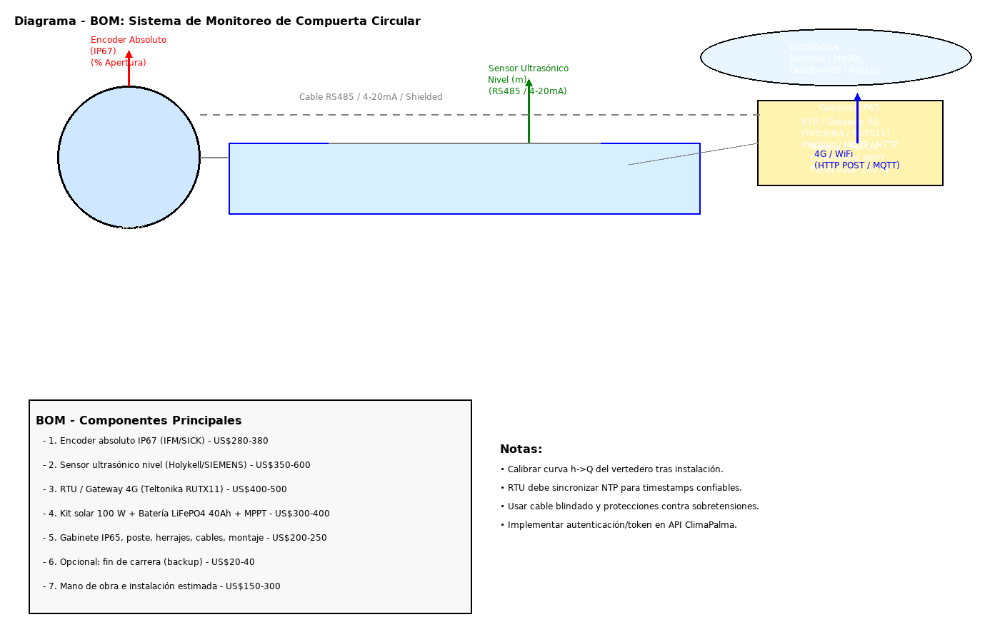 Diagrama - BOM: Sistema de Monitoreo de Compuerta Circular
Encoder Absoluto
(IP67)
(% Apertura)
Sensor Ultrasónico
Nivel (m)
(RS485 / 4-20mA)
Cable RS485 / 4-20mA / Shielded
ClimaPalma
Servidor / MySQL
Dashboards / Alertas
Gabinete IP65
RTU / Gateway 4G
(Teltonika / RUTX11)
Modbus / MQTT / HTTP
4G / WiFi
(HTTP POST / MQTT)
BOM - Componentes Principales
- 1. Encoder absoluto IP67 (IFM/SICK) - US$280-380
- 2. Sensor ultrasónico nivel (Holykell/SIEMENS) - US$350-600
- 3. RTU / Gateway 4G (Teltonika RUTX11) - US$400-500
- 4. Kit solar 100 W + Batería LiFePO4 40Ah + MPPT - US$300-400
- 5. Gabinete IP65, poste, herrajes, cables, montaje - US$200-250
- 6. Opcional: fin de carrera (backup) - US$20-40
- 7. Mano de obra e instalación estimada - US$150-300
Notas:
• Calibrar curva h->Q del vertedero tras instalación.
• RTU debe sincronizar NTP para timestamps confiables.
• Usar cable blindado y protecciones contra sobretensiones.
• Implementar autenticación/token en API ClimaPalma.